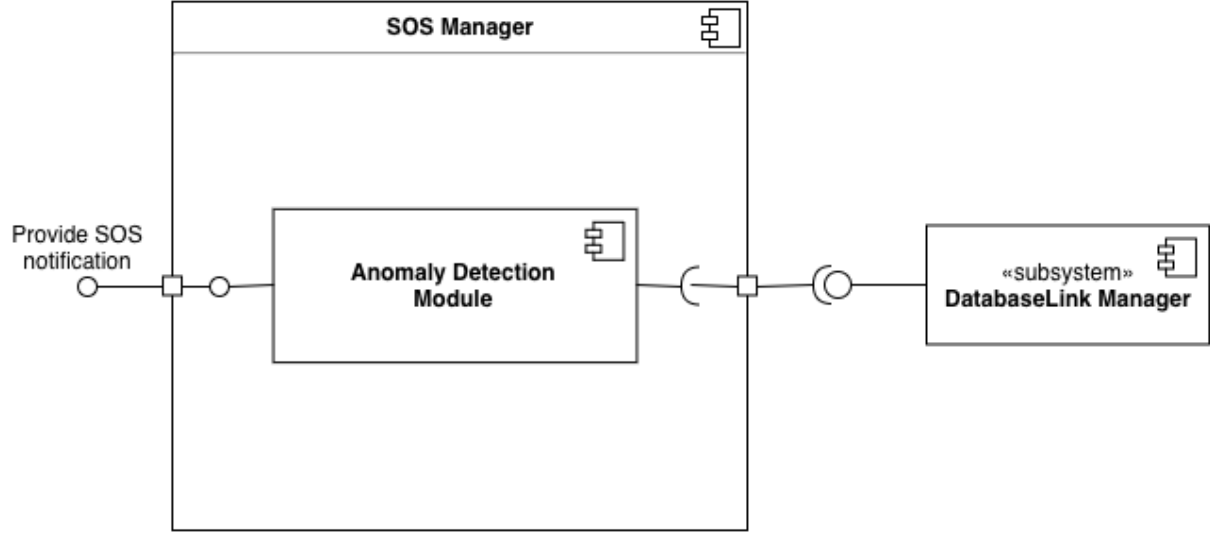 SOS Manager
Provide SOS
notification
Anomaly Detection
Module
«subsystem»
DatabaseLink Manager